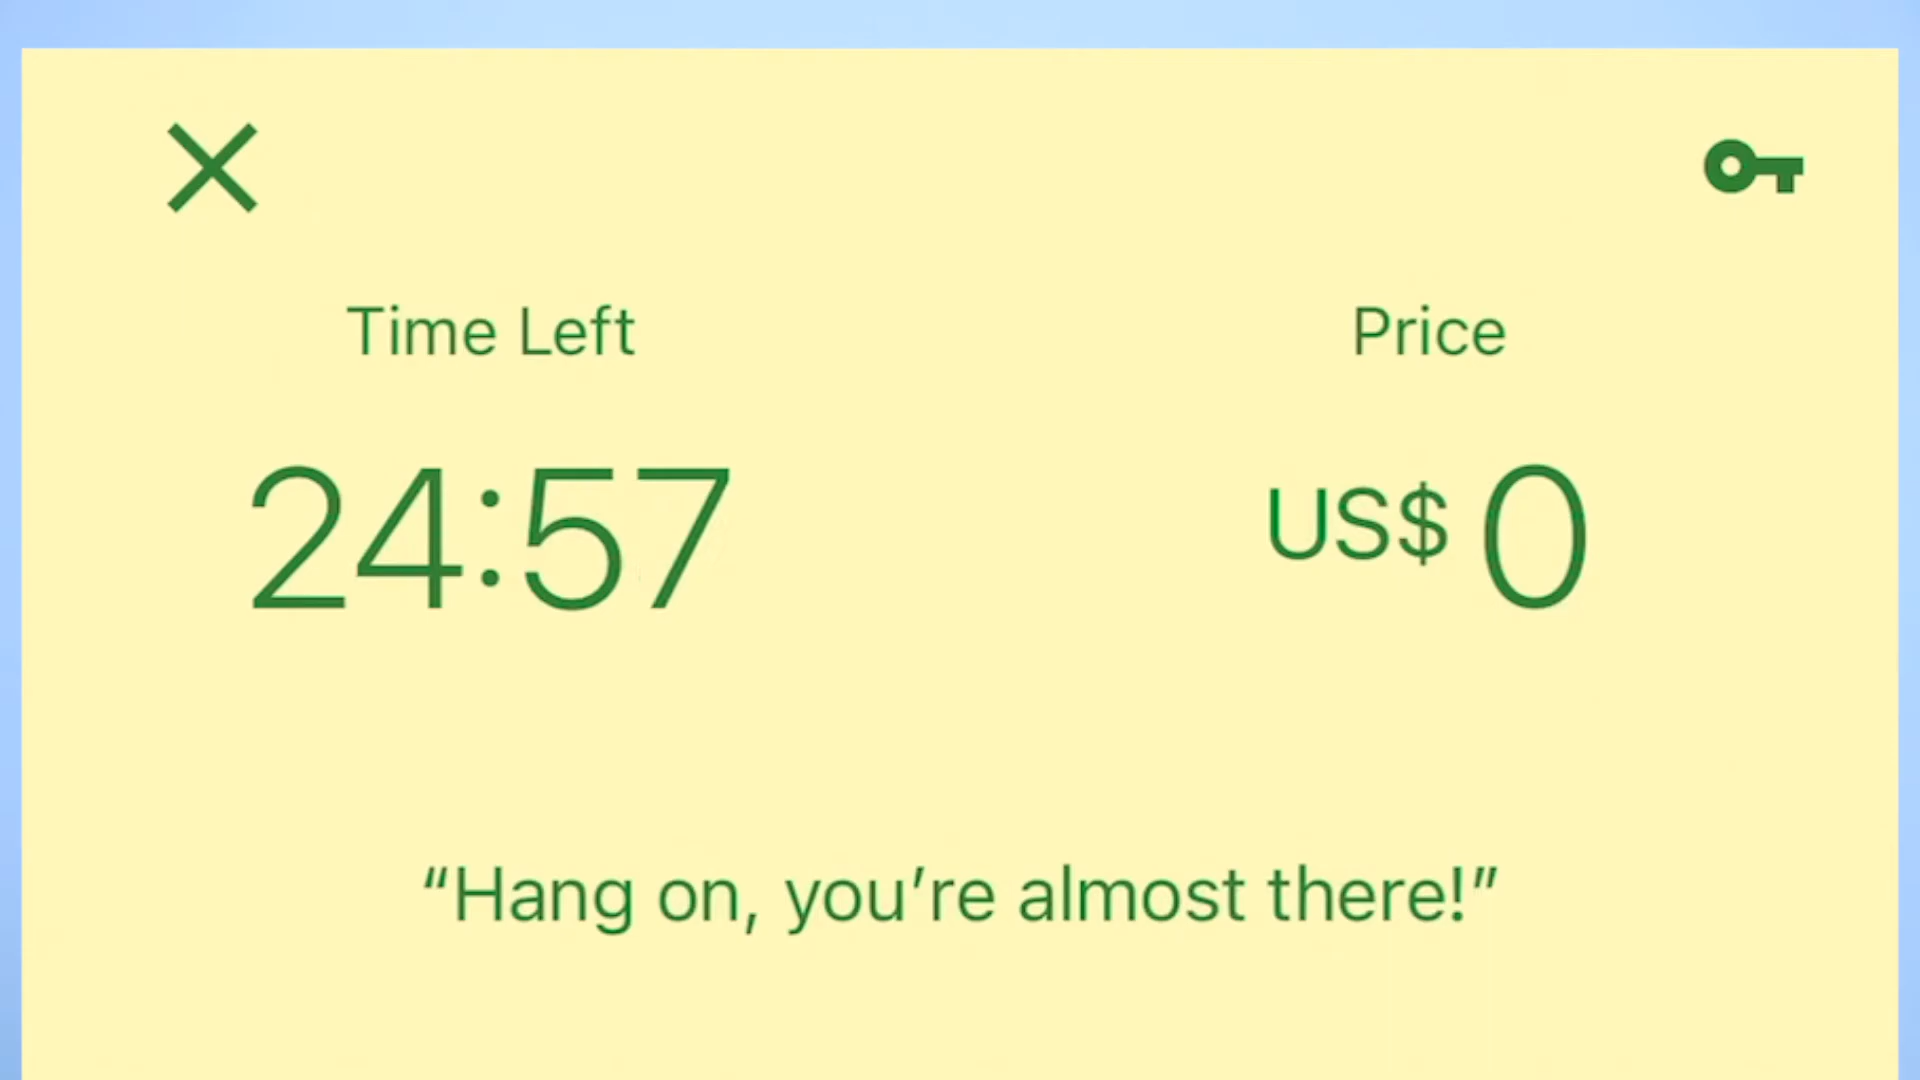 Time Left
Price
24:57
US$ 0
“Hang on, you’re almost there!”